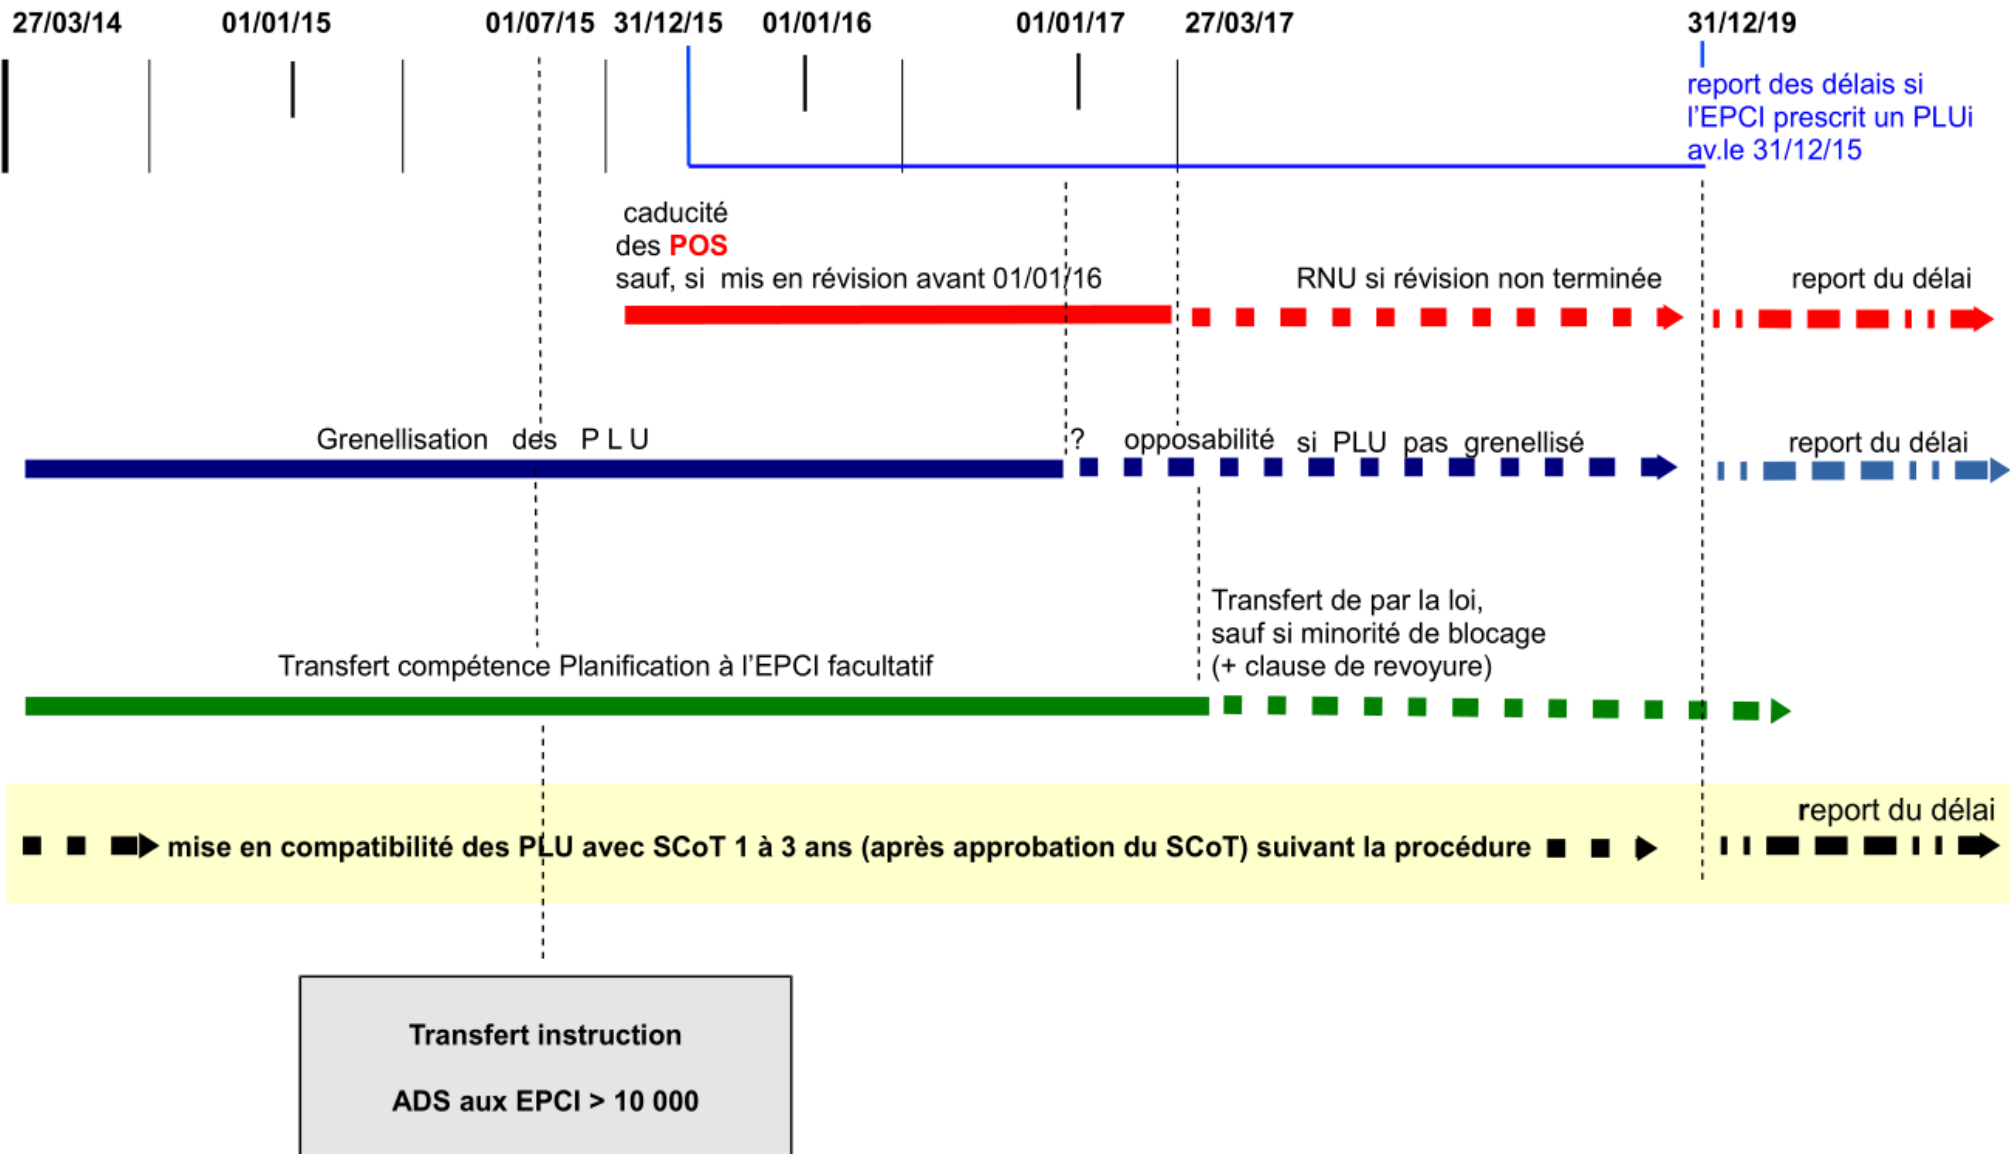 27/03/14 01/01/15 01/07/15 31/12/15 01/01/16 01/01/17 27/03/17 31/12/19
report des délais si
l'EPCI prescrit un PLUi
av.le 31/12/15
caducité
des POS
sauf, si mis en révision avant 01/01/16
RNU si révision non terminée
report du délai
Grenellisation des P L U
? opposabilité si PLU pas grenellisé
report du délai
Transfert de par la loi,
sauf si minorité de blocage
(+ clause de revoyure)
Transfert compétence Planification à l'EPCI facultatif
report du délai
mise en compatibilité des PLU avec SCoT 1 à 3 ans (après approbation du SCoT) suivant la procédure
Transfert instruction
ADS aux EPCI > 10 000